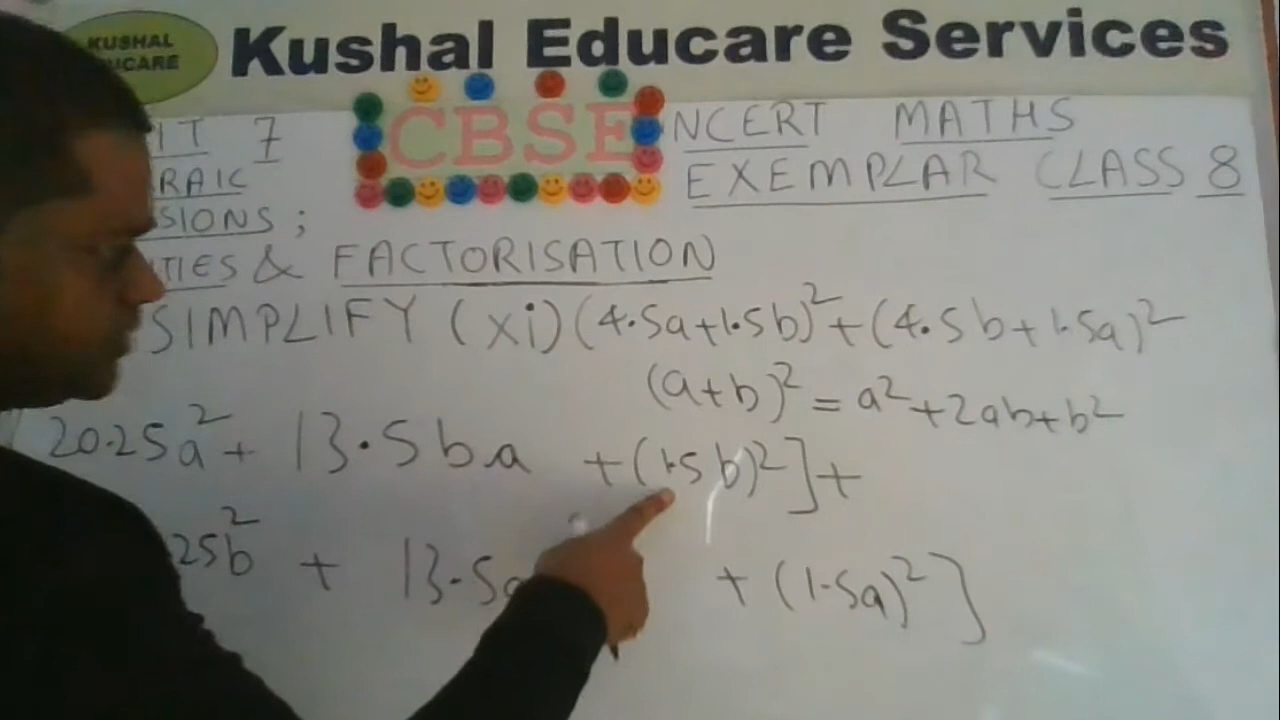 KUSHAL
UCARE
Kushal Educare Services
CBSE
IT 7
NCERT MATHS
RAIC
EXEMPLAR CLASS 8
SIONS ;
TIES & FACTORISATION
SIMPLIFY (xi) (4.5a+1.5b)²+(4.5b+1.5a)²
(a+b)² = a²+2ab+b²
20.25a² + 13.5ba +(1.5b)²]+
25b² + 13.5a +(1.5a)²]